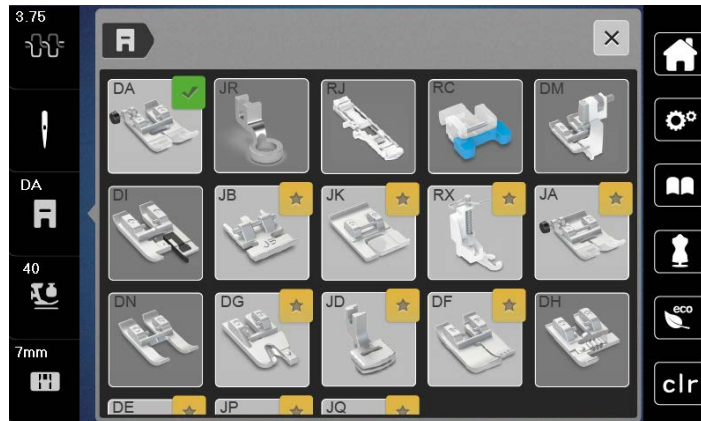 3.75
DA
40
7mm
DA JR RJ RC DM
DI JB JK RX JA
JB
DN DG JD DF DH
DE JP JQ
eco
clr